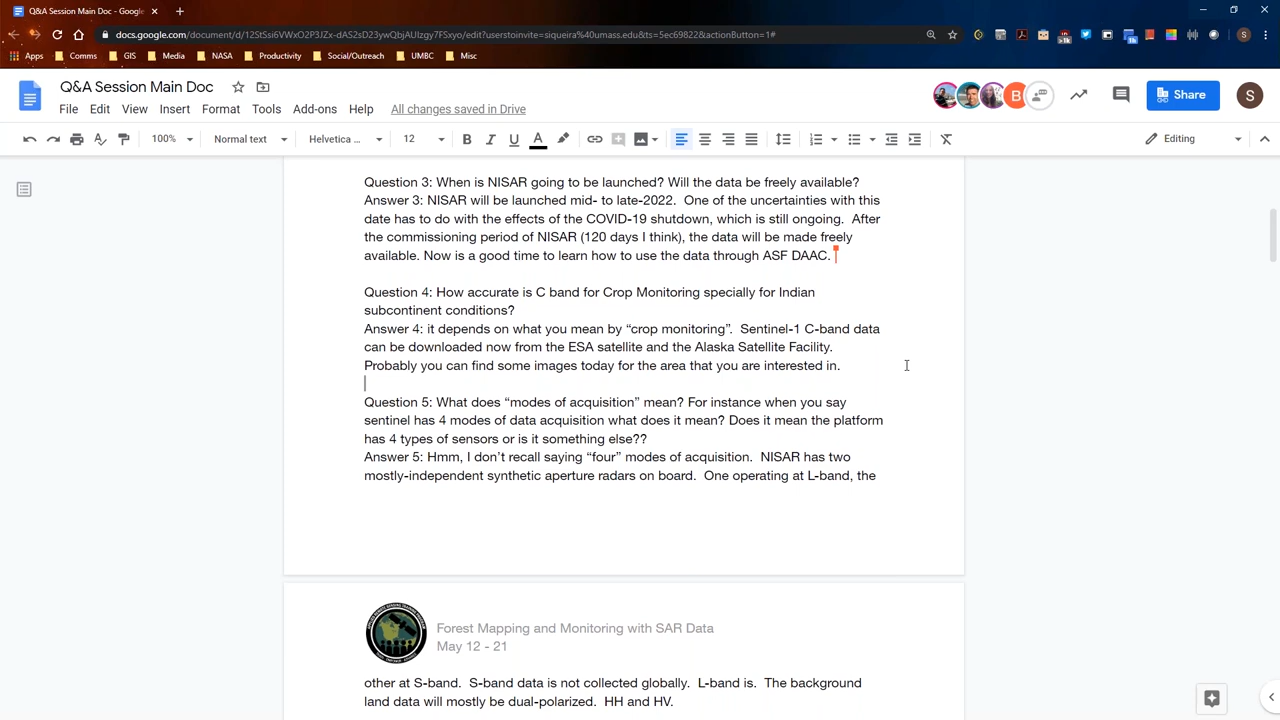 Q&A Session Main Doc - Google
docs.google.com/document/d/12StSsi6VWxO2P3JZx-dAS2sD23ywQbjAUIzgy7FSxyo/edit?userstoinvite=siqueira%40umass.edu&ts=5ec69822&actionButton=1#
S
Apps Comms GIS Media NASA Productivity Social/Outreach UMBC Misc
Q&A Session Main Doc
B
Share
S
File Edit View Insert Format Tools Add-ons Help All changes saved in Drive
100% Normal text Helvetica ... 12 B I U A Editing
Question 3: When is NISAR going to be launched? Will the data be freely available?
Answer 3: NISAR will be launched mid- to late-2022. One of the uncertainties with this
date has to do with the effects of the COVID-19 shutdown, which is still ongoing. After
the commissioning period of NISAR (120 days I think), the data will be made freely
available. Now is a good time to learn how to use the data through ASF DAAC.
Question 4: How accurate is C band for Crop Monitoring specially for Indian
subcontinent conditions?
Answer 4: it depends on what you mean by “crop monitoring”. Sentinel-1 C-band data
can be downloaded now from the ESA satellite and the Alaska Satellite Facility.
Probably you can find some images today for the area that you are interested in.
Question 5: What does “modes of acquisition” mean? For instance when you say
sentinel has 4 modes of data acquisition what does it mean? Does it mean the platform
has 4 types of sensors or is it something else??
Answer 5: Hmm, I don’t recall saying “four” modes of acquisition. NISAR has two
mostly-independent synthetic aperture radars on board. One operating at L-band, the
Forest Mapping and Monitoring with SAR Data
May 12 - 21
other at S-band. S-band data is not collected globally. L-band is. The background
land data will mostly be dual-polarized. HH and HV.